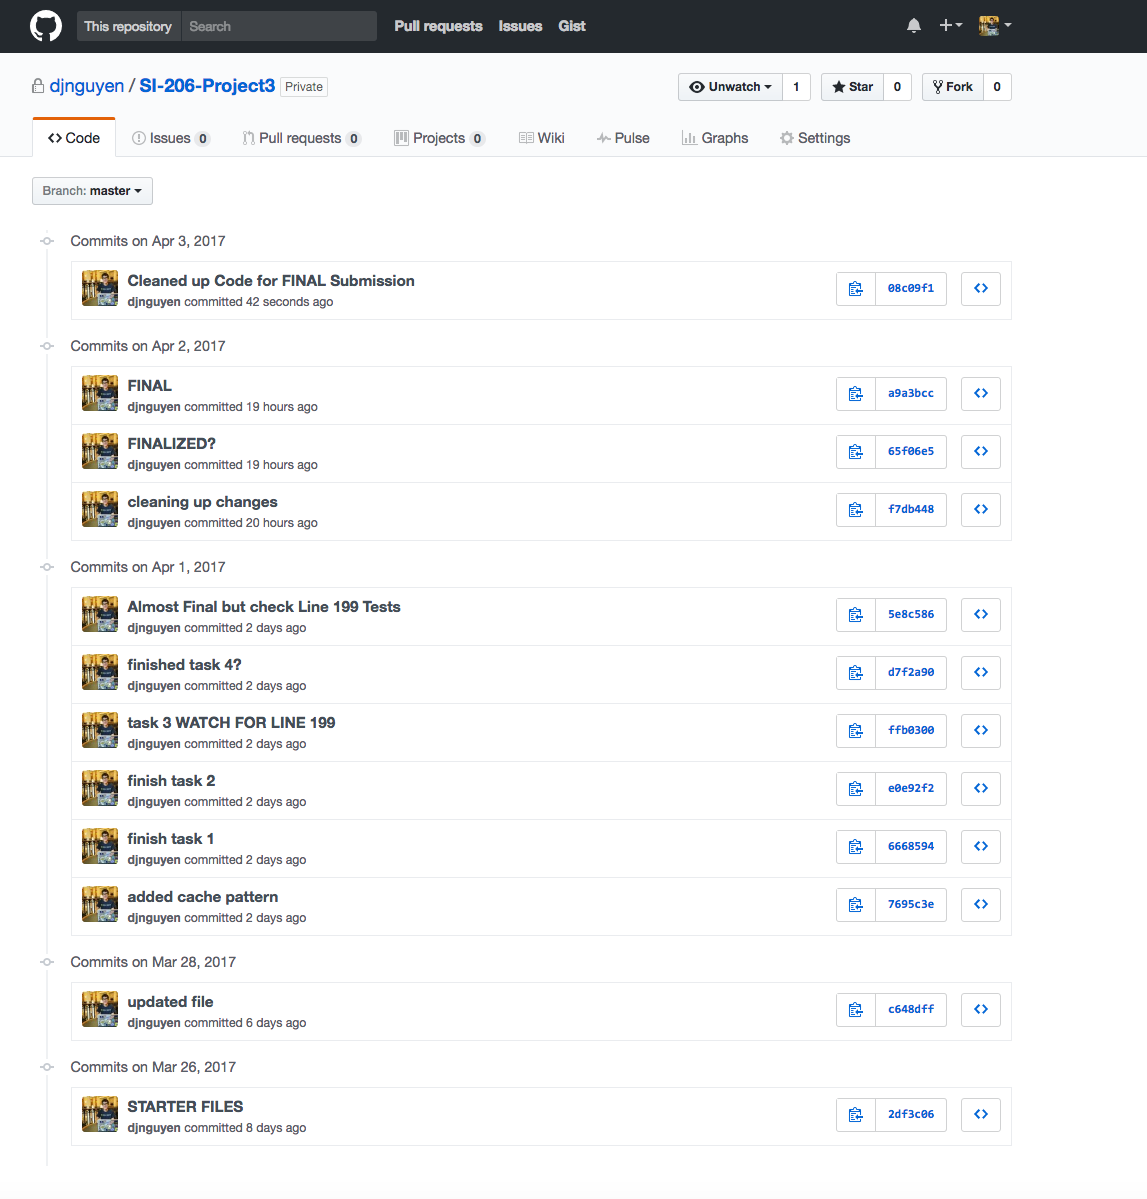 This repository Search Pull requests Issues Gist
djnguyen / SI-206-Project3 Private Unwatch 1 Star 0 Fork 0
Code Issues 0 Pull requests 0 Projects 0 Wiki Pulse Graphs Settings
Branch: master
Commits on Apr 3, 2017
Cleaned up Code for FINAL Submission
djnguyen committed 42 seconds ago
08c09f1
Commits on Apr 2, 2017
FINAL
djnguyen committed 19 hours ago
a9a3bcc
FINALIZED?
djnguyen committed 19 hours ago
65f06e5
cleaning up changes
djnguyen committed 20 hours ago
f7db448
Commits on Apr 1, 2017
Almost Final but check Line 199 Tests
djnguyen committed 2 days ago
5e8c586
finished task 4?
djnguyen committed 2 days ago
d7f2a90
task 3 WATCH FOR LINE 199
djnguyen committed 2 days ago
ffb0300
finish task 2
djnguyen committed 2 days ago
e0e92f2
finish task 1
djnguyen committed 2 days ago
6668594
added cache pattern
djnguyen committed 2 days ago
7695c3e
Commits on Mar 28, 2017
updated file
djnguyen committed 6 days ago
c648dff
Commits on Mar 26, 2017
STARTER FILES
djnguyen committed 8 days ago
2df3c06